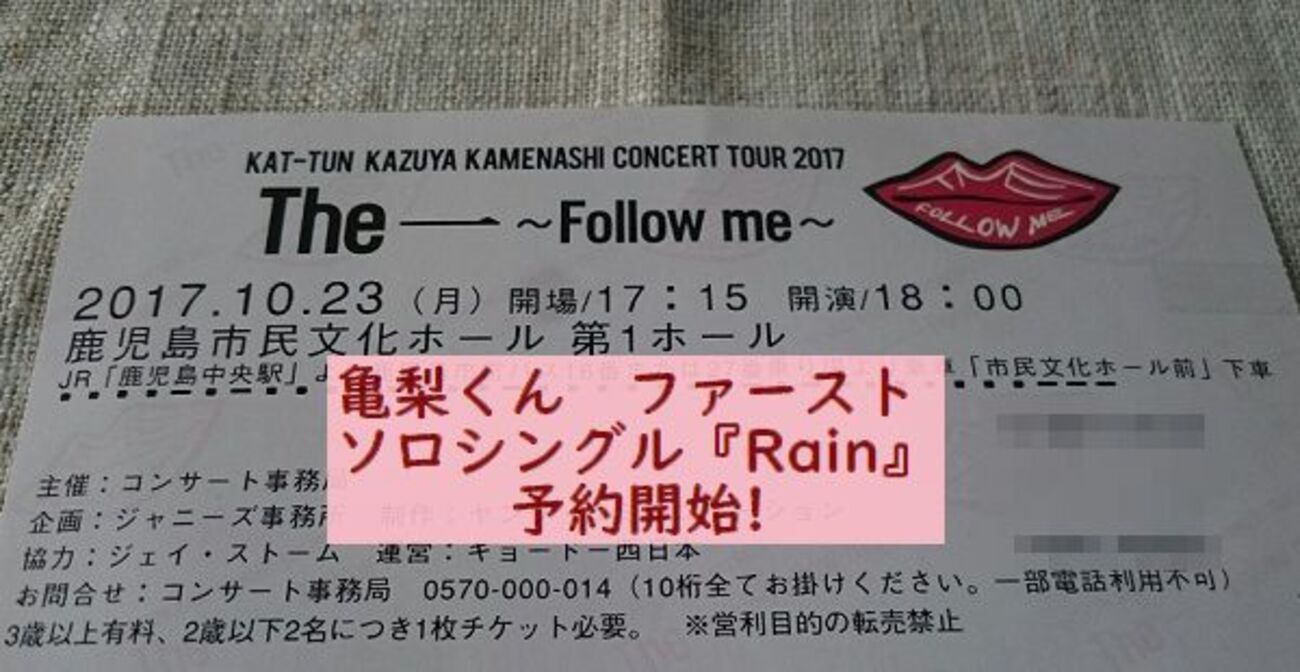 KAT-TUN KAZUYA KAMENASHI CONCERT TOUR 2017
The一 ~Follow me~
FOLLOW ME
2017.10.23 (月) 開場/17:15 開演/18:00
鹿児島市民文化ホール 第1ホール
JR「鹿児島中央駅」よ 「市民文化ホール前」下車
亀梨くん ファースト
ソロシングル『Rain』
予約開始!
主催:コンサート事務局
企画:ジャニーズ事務所
協力:ジェイ・ストーム 運営:キョードー西日本
お問合せ:コンサート事務局 0570-000-014(10桁全てお掛けください。一部電話利用不可)
3歳以上有料、2歳以下2名につき1枚チケット必要。 ※営利目的の転売禁止